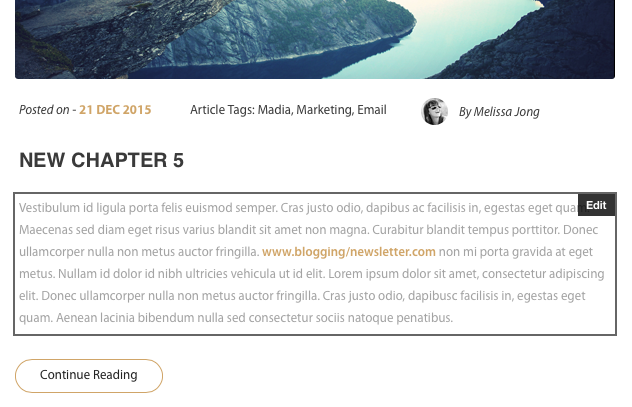 Posted on - 21 DEC 2015 Article Tags: Madia, Marketing, Email By Melissa Jong
NEW CHAPTER 5
Edit
Vestibulum id ligula porta felis euismod semper. Cras justo odio, dapibus ac facilisis in, egestas eget
Maecenas sed diam eget risus varius blandit sit amet non magna. Curabitur blandit tempus porttitor. Donec
ullamcorper nulla non metus auctor fringilla. www.blogging/newsletter.com non mi porta gravida at eget
metus. Nullam id dolor id nibh ultricies vehicula ut id elit. Lorem ipsum dolor sit amet, consectetur adipiscing
elit. Donec ullamcorper nulla non metus auctor fringilla. Cras justo odio, dapibusc facilisis in, egestas eget
quam. Aenean lacinia bibendum nulla sed consectetur sociis natoque penatibus.
Continue Reading